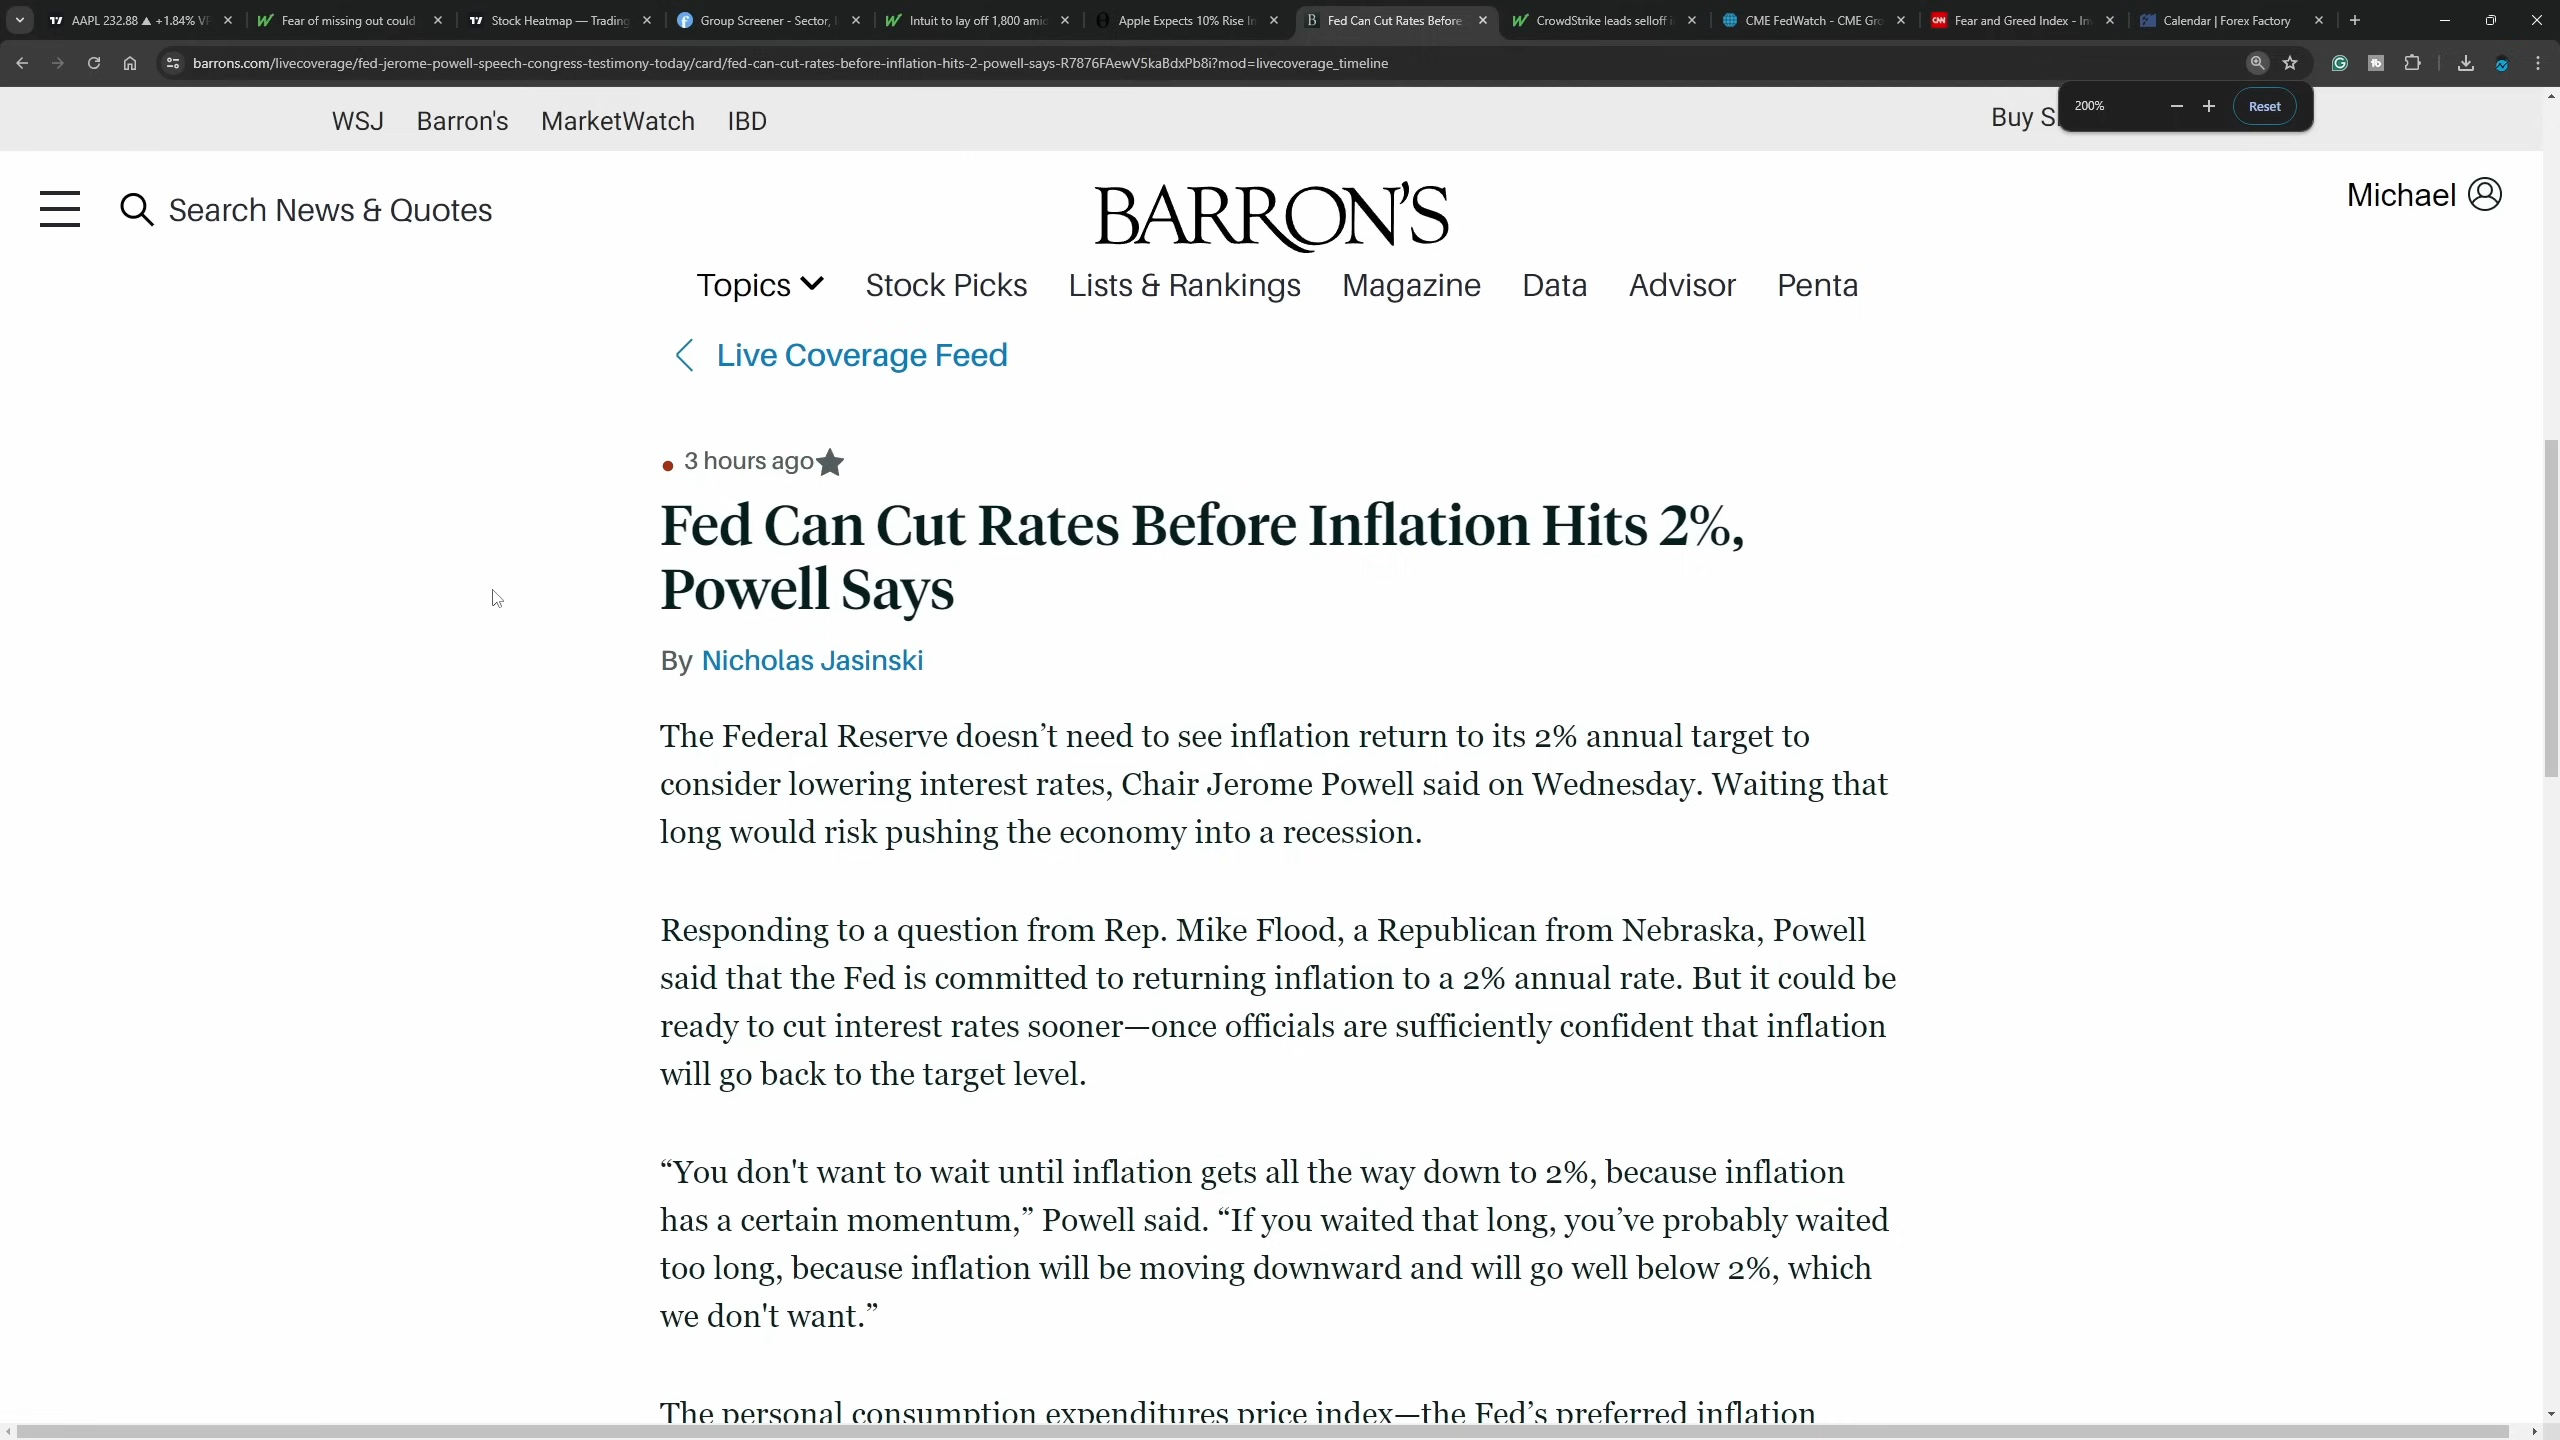 AAPL 232.88 ▲ +1.84%
Fear of missing out could
Stock Heatmap — Trading
Group Screener - Sector,
Intuit to lay off 1,800
Apple Expects 10% Rise
Fed Can Cut Rates Before
CrowdStrike leads selloff
CME FedWatch - CME
Fear and Greed Index -
Calendar | Forex Factory
barrons.com/livecoverage/fed-jerome-powell-speech-congress-testimony-today/card/fed-can-cut-rates-before-inflation-hits-2-powell-says-R7876FAewV5kaBdxPb8i?mod=livecoverage_timeline
200% − + Reset
WSJ Barron's MarketWatch IBD Buy
Search News & Quotes
BARRON'S
Michael
Topics Stock Picks Lists & Rankings Magazine Data Advisor Penta
Live Coverage Feed
3 hours ago
Fed Can Cut Rates Before Inflation Hits 2%,
Powell Says
By Nicholas Jasinski
The Federal Reserve doesn’t need to see inflation return to its 2% annual target to
consider lowering interest rates, Chair Jerome Powell said on Wednesday. Waiting that
long would risk pushing the economy into a recession.
Responding to a question from Rep. Mike Flood, a Republican from Nebraska, Powell
said that the Fed is committed to returning inflation to a 2% annual rate. But it could be
ready to cut interest rates sooner—once officials are sufficiently confident that inflation
will go back to the target level.
“You don't want to wait until inflation gets all the way down to 2%, because inflation
has a certain momentum,” Powell said. “If you waited that long, you’ve probably waited
too long, because inflation will be moving downward and will go well below 2%, which
we don't want.”
The personal consumption expenditures price index—the Fed’s preferred inflation